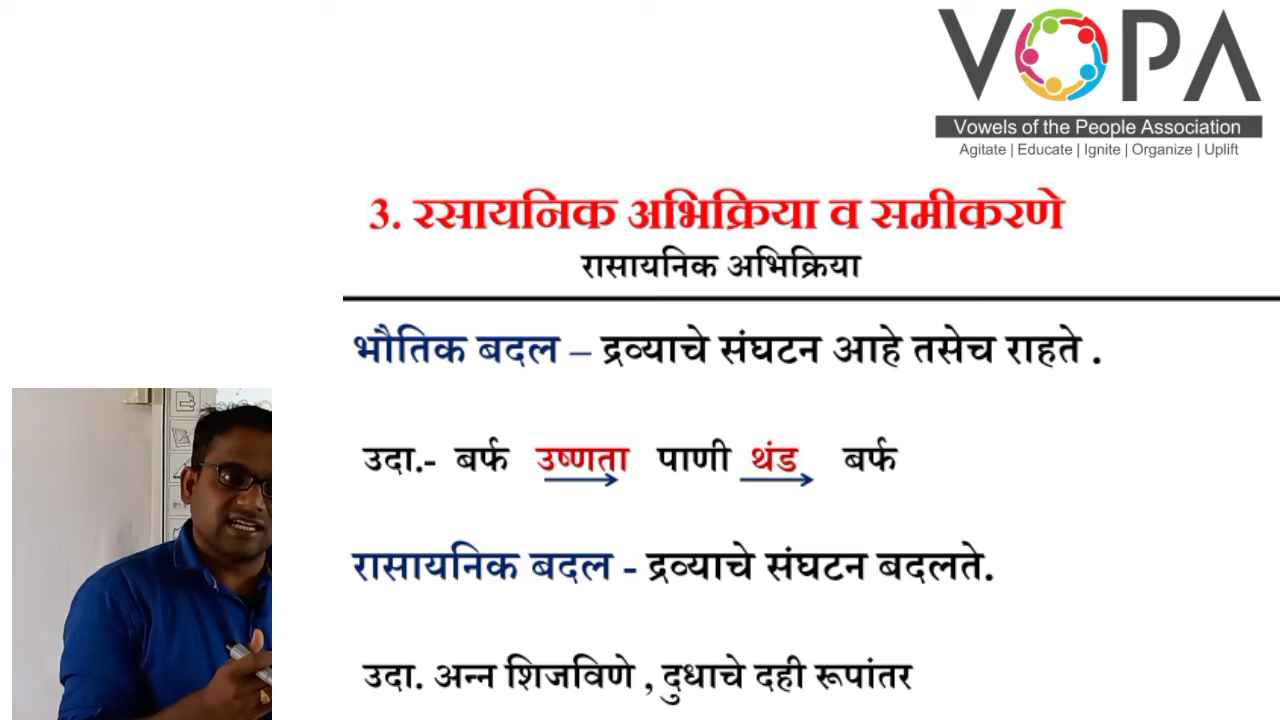 VOPA
Vowels of the People Association
Agitate | Educate | Ignite | Organize | Uplift
3. रसायनिक अभिक्रिया व समीकरणे
रासायनिक अभिक्रिया
भौतिक बदल – द्रव्याचे संघटन आहे तसेच राहते .
उदा.- बर्फ उष्णता पाणी थंड बर्फ
रासायनिक बदल - द्रव्याचे संघटन बदलते.
उदा. अन्न शिजविणे , दुधाचे दही रूपांतर